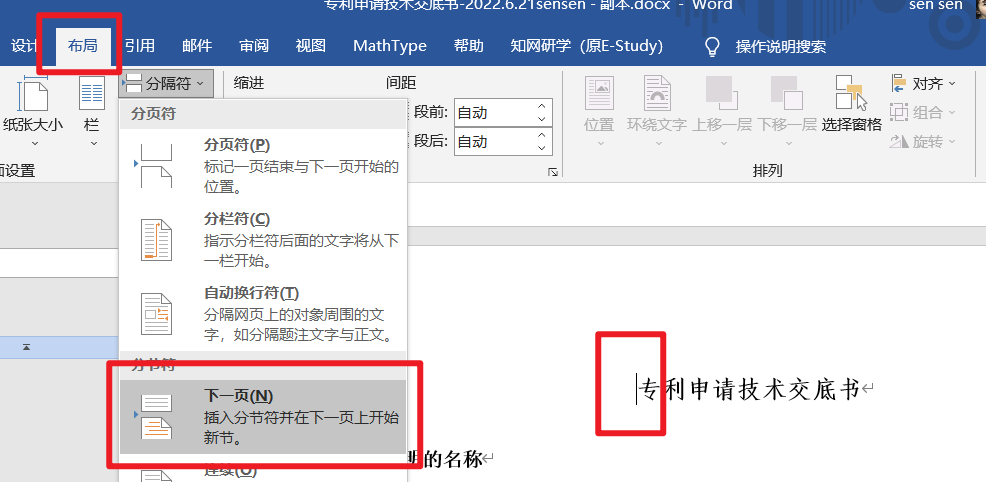 专利申请技术交底书-2022.6.21sensen - 副本.docx - Word sen sen
设计 布局 引用 邮件 审阅 视图 MathType 帮助 知网研学（原E-Study） 操作说明搜索
分隔符 缩进 间距 对齐
段前: 自动 组合
纸张大小 栏 位置 环绕文字 上移一层 下移一层 选择窗格
段后: 自动 旋转
面设置 排列
分页符
分页符(P)
标记一页结束与下一页开始的
位置。
分栏符(C)
指示分栏符后面的文字将从下
一栏开始。
自动换行符(T)
分隔网页上的对象周围的文
字，如分隔题注文字与正文。
分节符
下一页(N)
插入分节符并在下一页上开始
新节。
连续(O)
专利申请技术交底书
明的名称